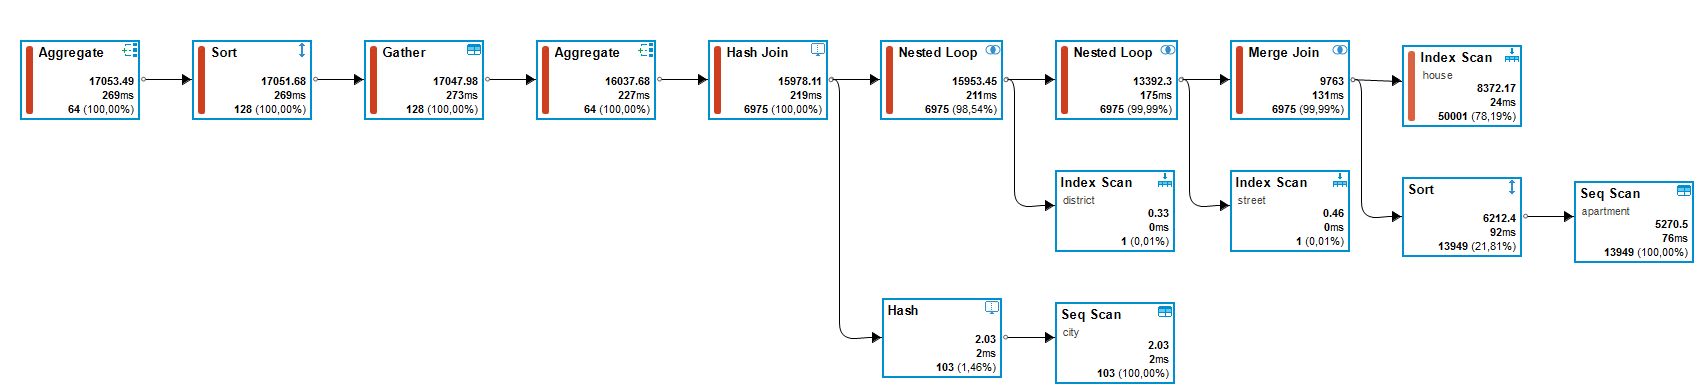 Aggregate
17053.49
269ms
64 (100,00%)
Sort
17051.68
269ms
128 (100,00%)
Gather
17047.98
273ms
128 (100,00%)
Aggregate
16037.68
227ms
64 (100,00%)
Hash Join
15978.11
219ms
6975 (100,00%)
Nested Loop
15953.45
211ms
6975 (98,54%)
Nested Loop
13392.3
175ms
6975 (99,99%)
Merge Join
9763
131ms
6975 (99,99%)
Index Scan
house
8372.17
24ms
50001 (78,19%)
Index Scan
district
0.33
0ms
1 (0,01%)
Index Scan
street
0.46
0ms
1 (0,01%)
Sort
6212.4
92ms
13949 (21,81%)
Seq Scan
apartment
5270.5
76ms
13949 (100,00%)
Hash
2.03
2ms
103 (1,46%)
Seq Scan
city
2.03
2ms
103 (100,00%)